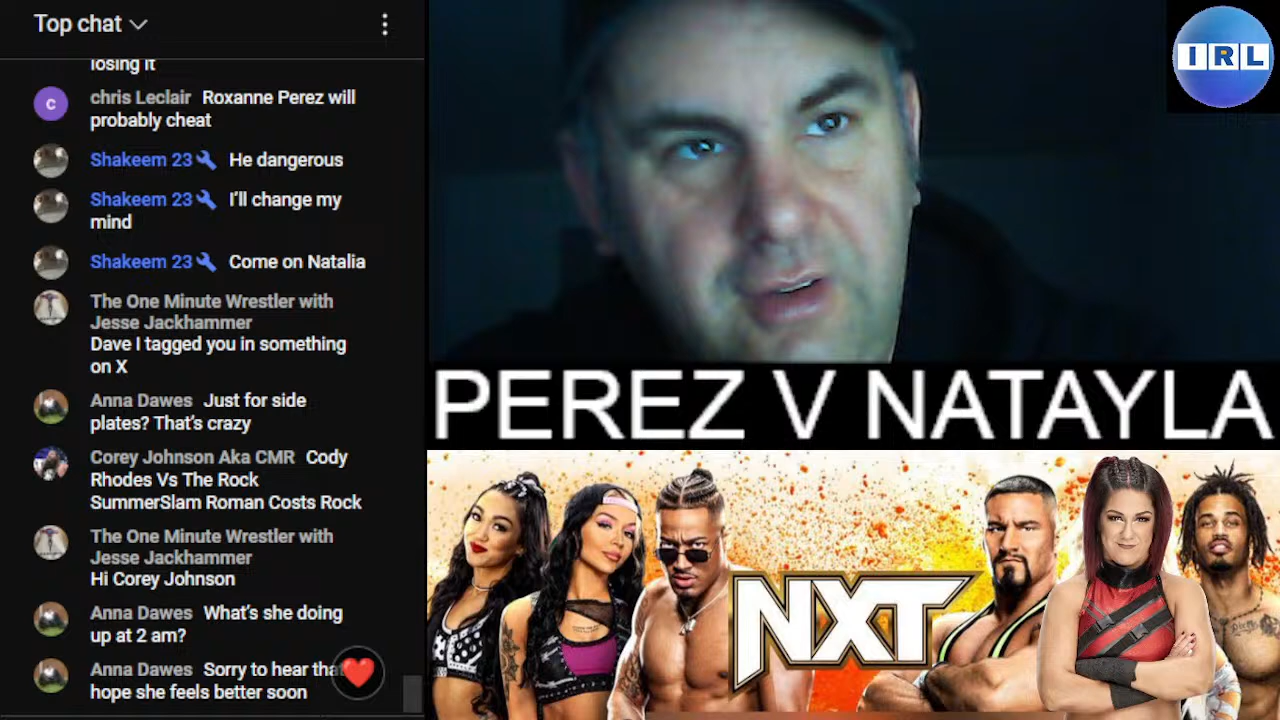 Top chat
losing it
chris Leclair Roxanne Perez will
probably cheat
Shakeem 23 He dangerous
Shakeem 23 I'll change my
mind
Shakeem 23 Come on Natalia
The One Minute Wrestler with
Jesse Jackhammer
Dave I tagged you in something
on X
Anna Dawes Just for side
plates? That's crazy
Corey Johnson Aka CMR Cody
Rhodes Vs The Rock
SummerSlam Roman Costs Rock
The One Minute Wrestler with
Jesse Jackhammer
Hi Corey Johnson
Anna Dawes What's she doing
up at 2 am?
Anna Dawes Sorry to hear tha
hope she feels better soon
C
IRL
PEREZ V NATAYLA
NXT